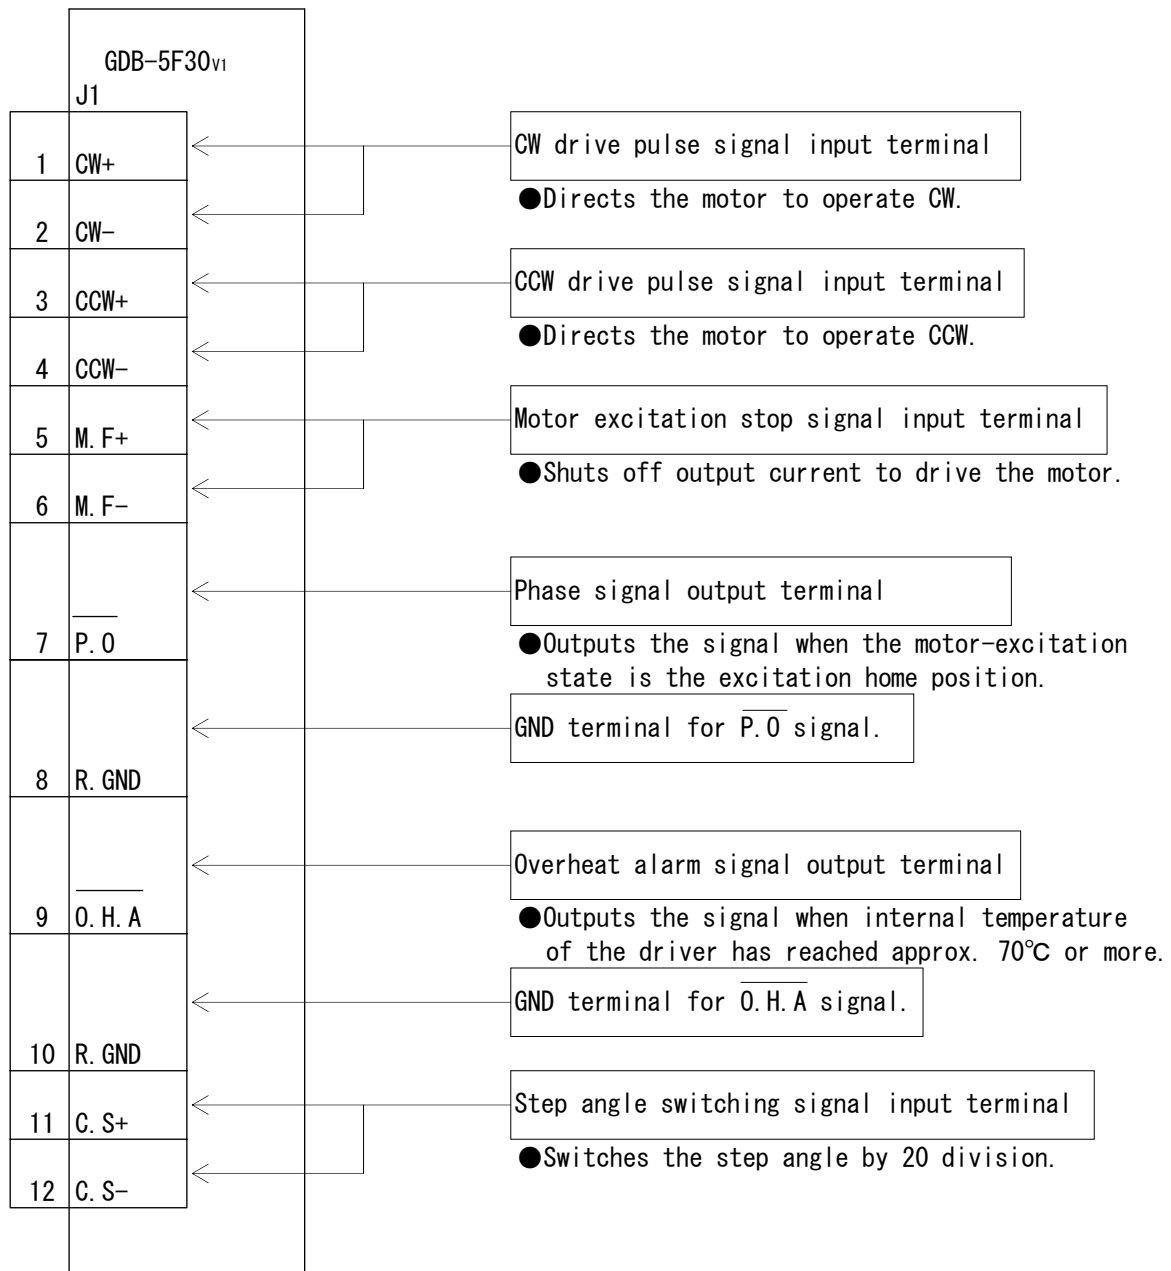 GDB-5F30V1
J1
1 CW+
CW drive pulse signal input terminal
●Directs the motor to operate CW.
2 CW-
3 CCW+
CCW drive pulse signal input terminal
●Directs the motor to operate CCW.
4 CCW-
5 M.F+
Motor excitation stop signal input terminal
●Shuts off output current to drive the motor.
6 M.F-
Phase signal output terminal
7 P.O
●Outputs the signal when the motor-excitation
state is the excitation home position.
GND terminal for P.O signal.
8 R.GND
Overheat alarm signal output terminal
9 O.H.A
●Outputs the signal when internal temperature
of the driver has reached approx. 70℃ or more.
GND terminal for O.H.A signal.
10 R.GND
11 C.S+
Step angle switching signal input terminal
●Switches the step angle by 20 division.
12 C.S-